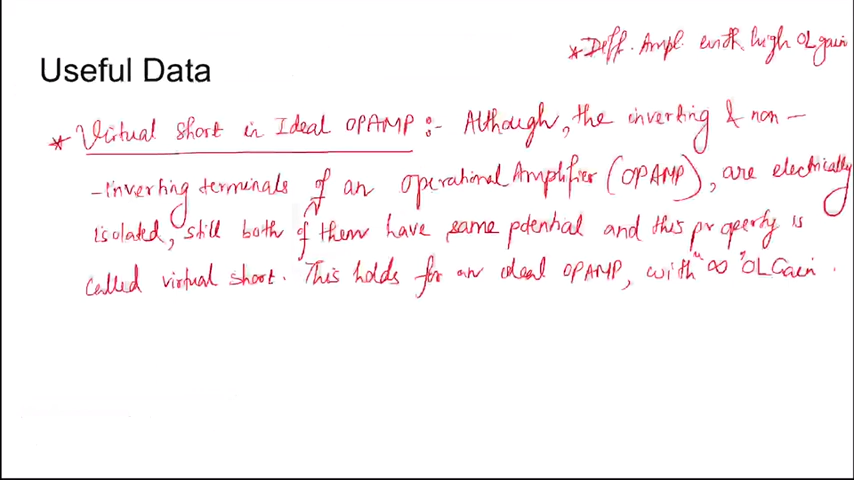 * Diff. Ampl. with high OL gain
Useful Data
* Virtual short in Ideal OPAMP :- Although, the inverting & non -
- inverting terminals of an Operational Amplifier (OPAMP), are electrically
isolated, still both of them have same potential and this property is
called virtual short. This holds for an ideal OPAMP, with "∞" OL Gain.